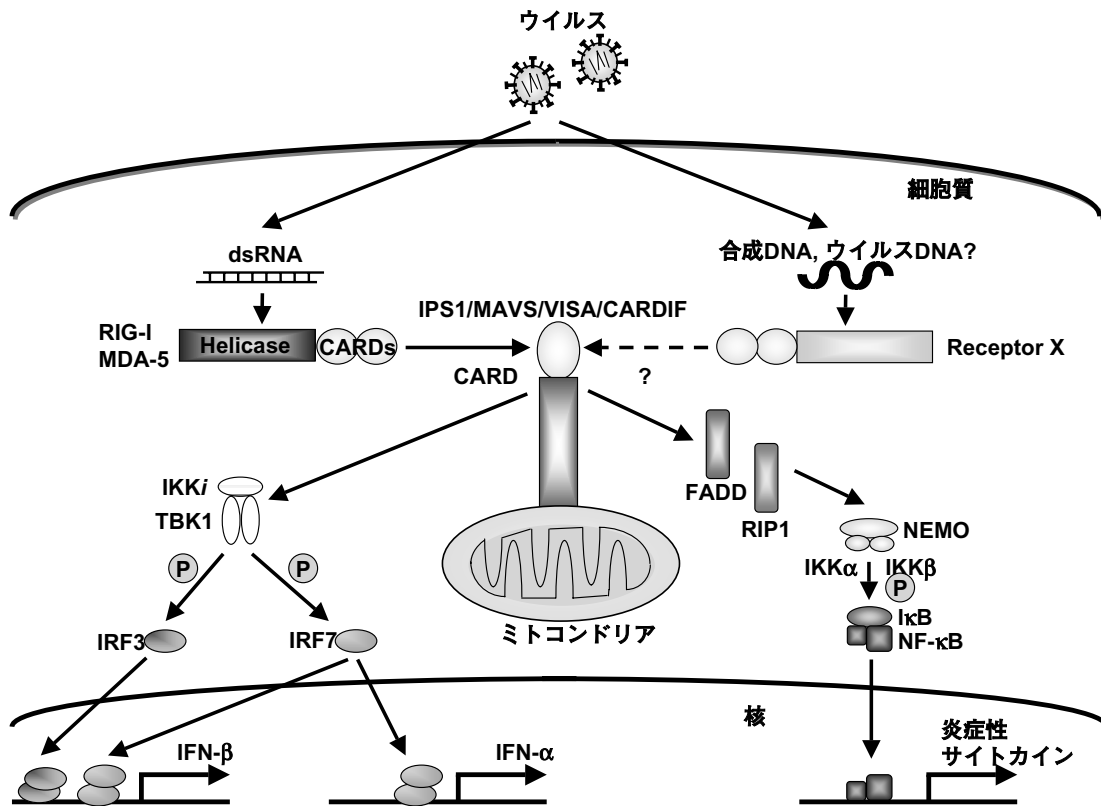 ウイルス
細胞質
dsRNA
合成DNA, ウイルスDNA?
IPS1/MAVS/VISA/CARDIF
RIG-I
MDA-5
Helicase
CARDs
Receptor X
CARD
?
IKKi
TBK1
FADD
RIP1
NEMO
IKKα
IKKβ
P
P
P
IκB
NF-κB
IRF3
IRF7
ミトコンドリア
核
IFN-β
IFN-α
炎症性
サイトカイン